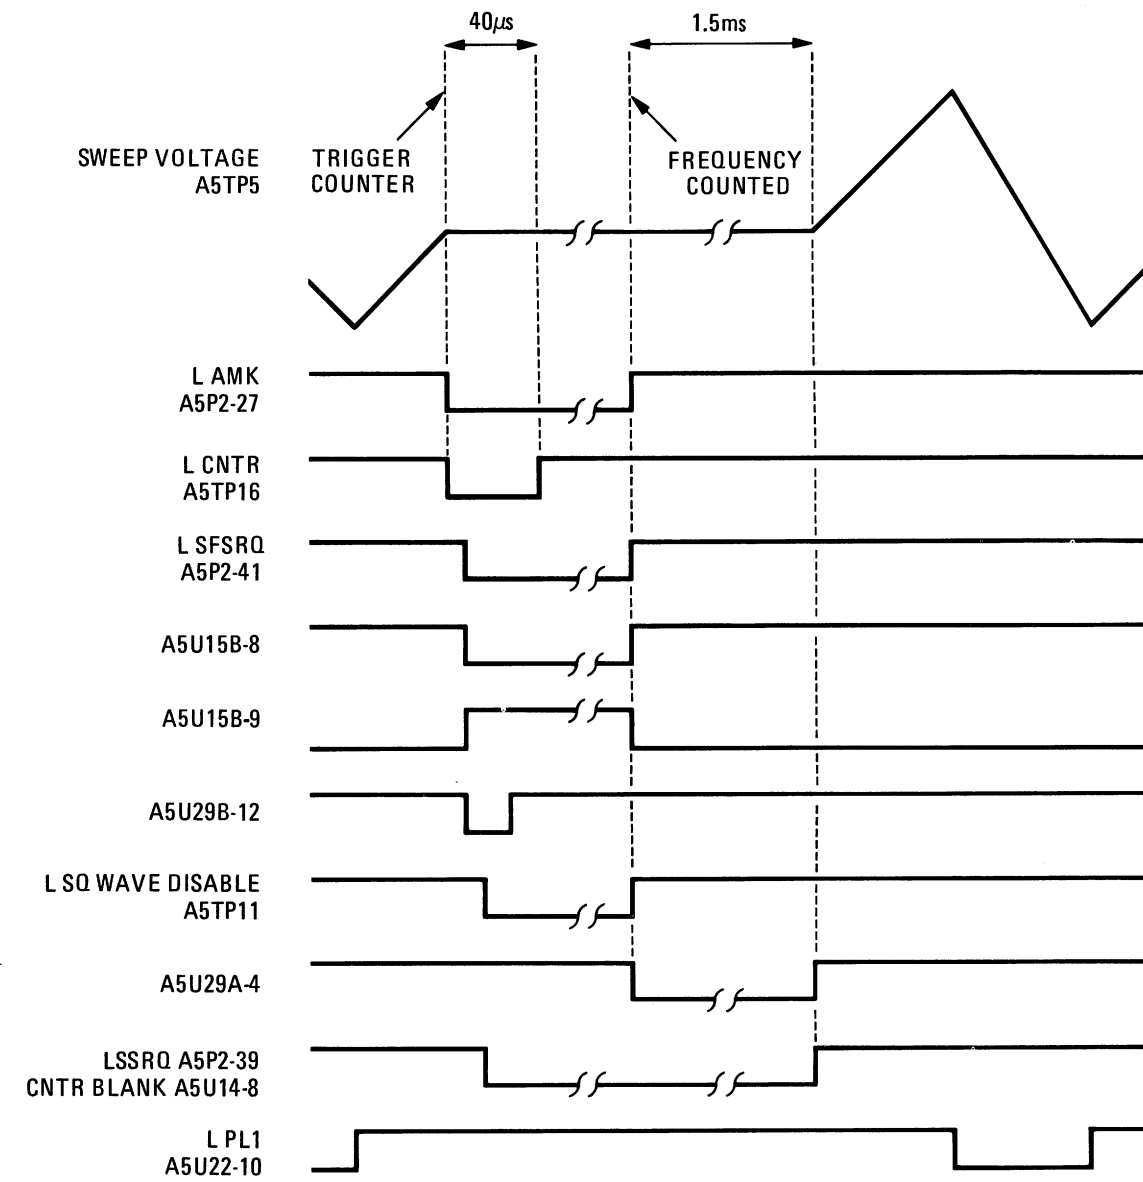 40µs
1.5ms
SWEEP VOLTAGE
A5TP5
TRIGGER
COUNTER
FREQUENCY
COUNTED
L AMK
A5P2-27
L CNTR
A5TP16
L SFSRQ
A5P2-41
A5U15B-8
A5U15B-9
A5U29B-12
L SQ WAVE DISABLE
A5TP11
A5U29A-4
LSSRQ A5P2-39
CNTR BLANK A5U14-8
L PL1
A5U22-10